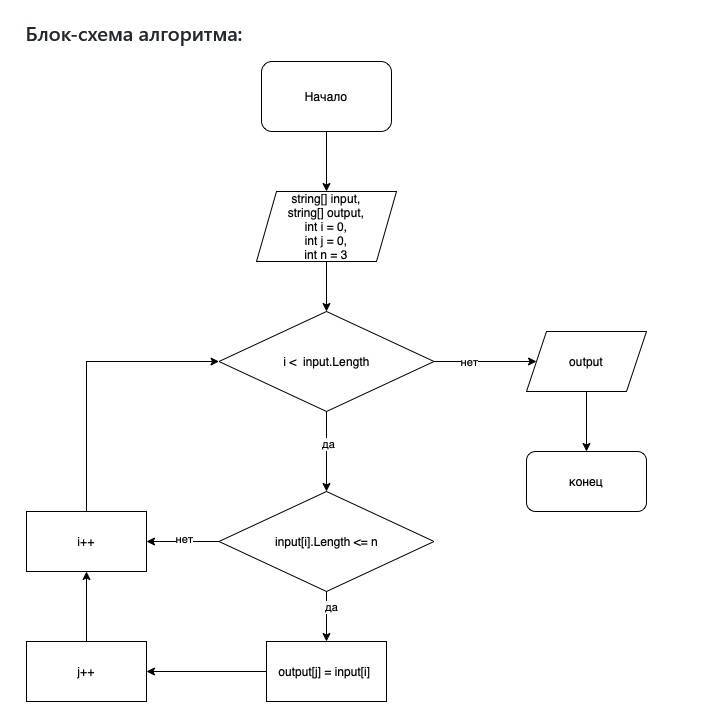 Блок-схема алгоритма:
Начало
string[] input,
string[] output,
int i = 0,
int j = 0,
int n = 3
i < input.Length
нет
output
да
конец
input[i].Length <= n
нет
i++
да
output[j] = input[i]
j++